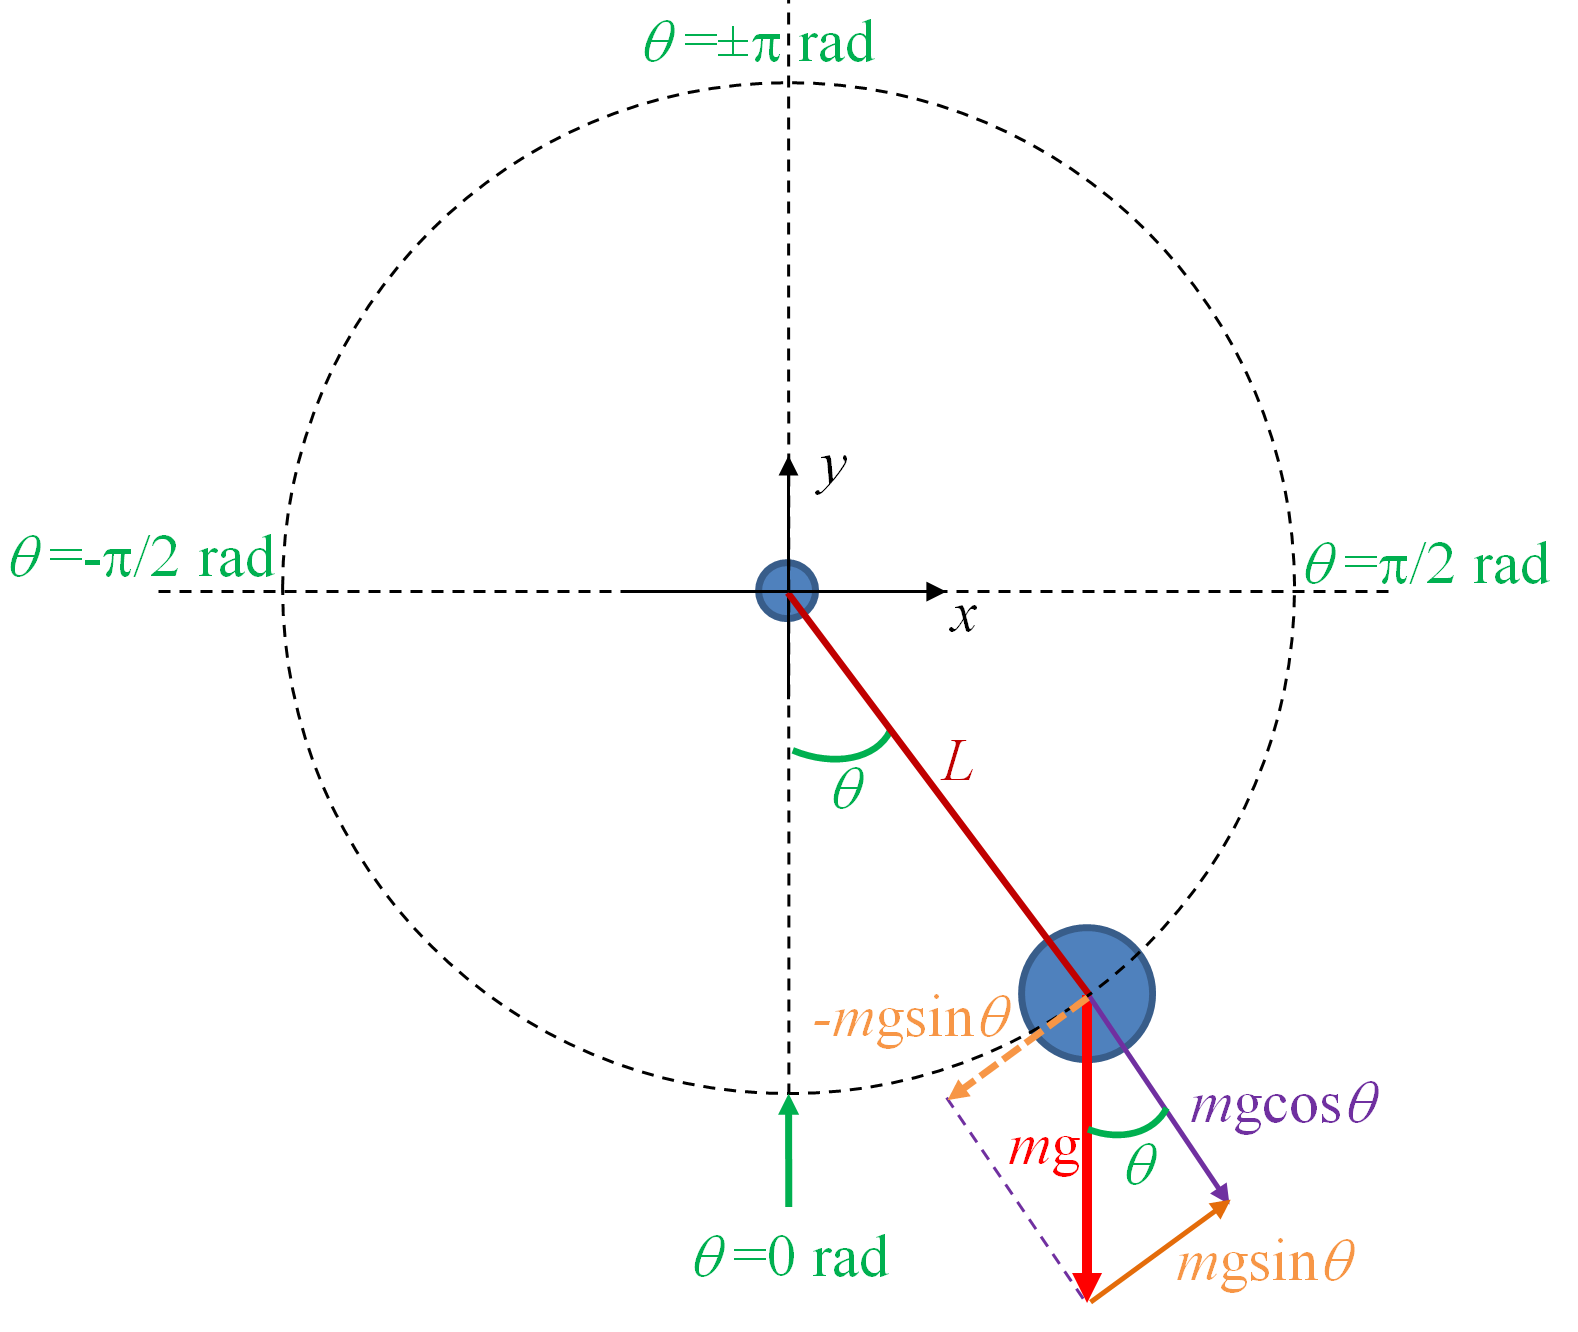 θ=±π rad
y
θ=-π/2 rad
θ=π/2 rad
x
L
θ
-mgsinθ
mgcosθ
mg
θ
θ=0 rad
mgsinθ